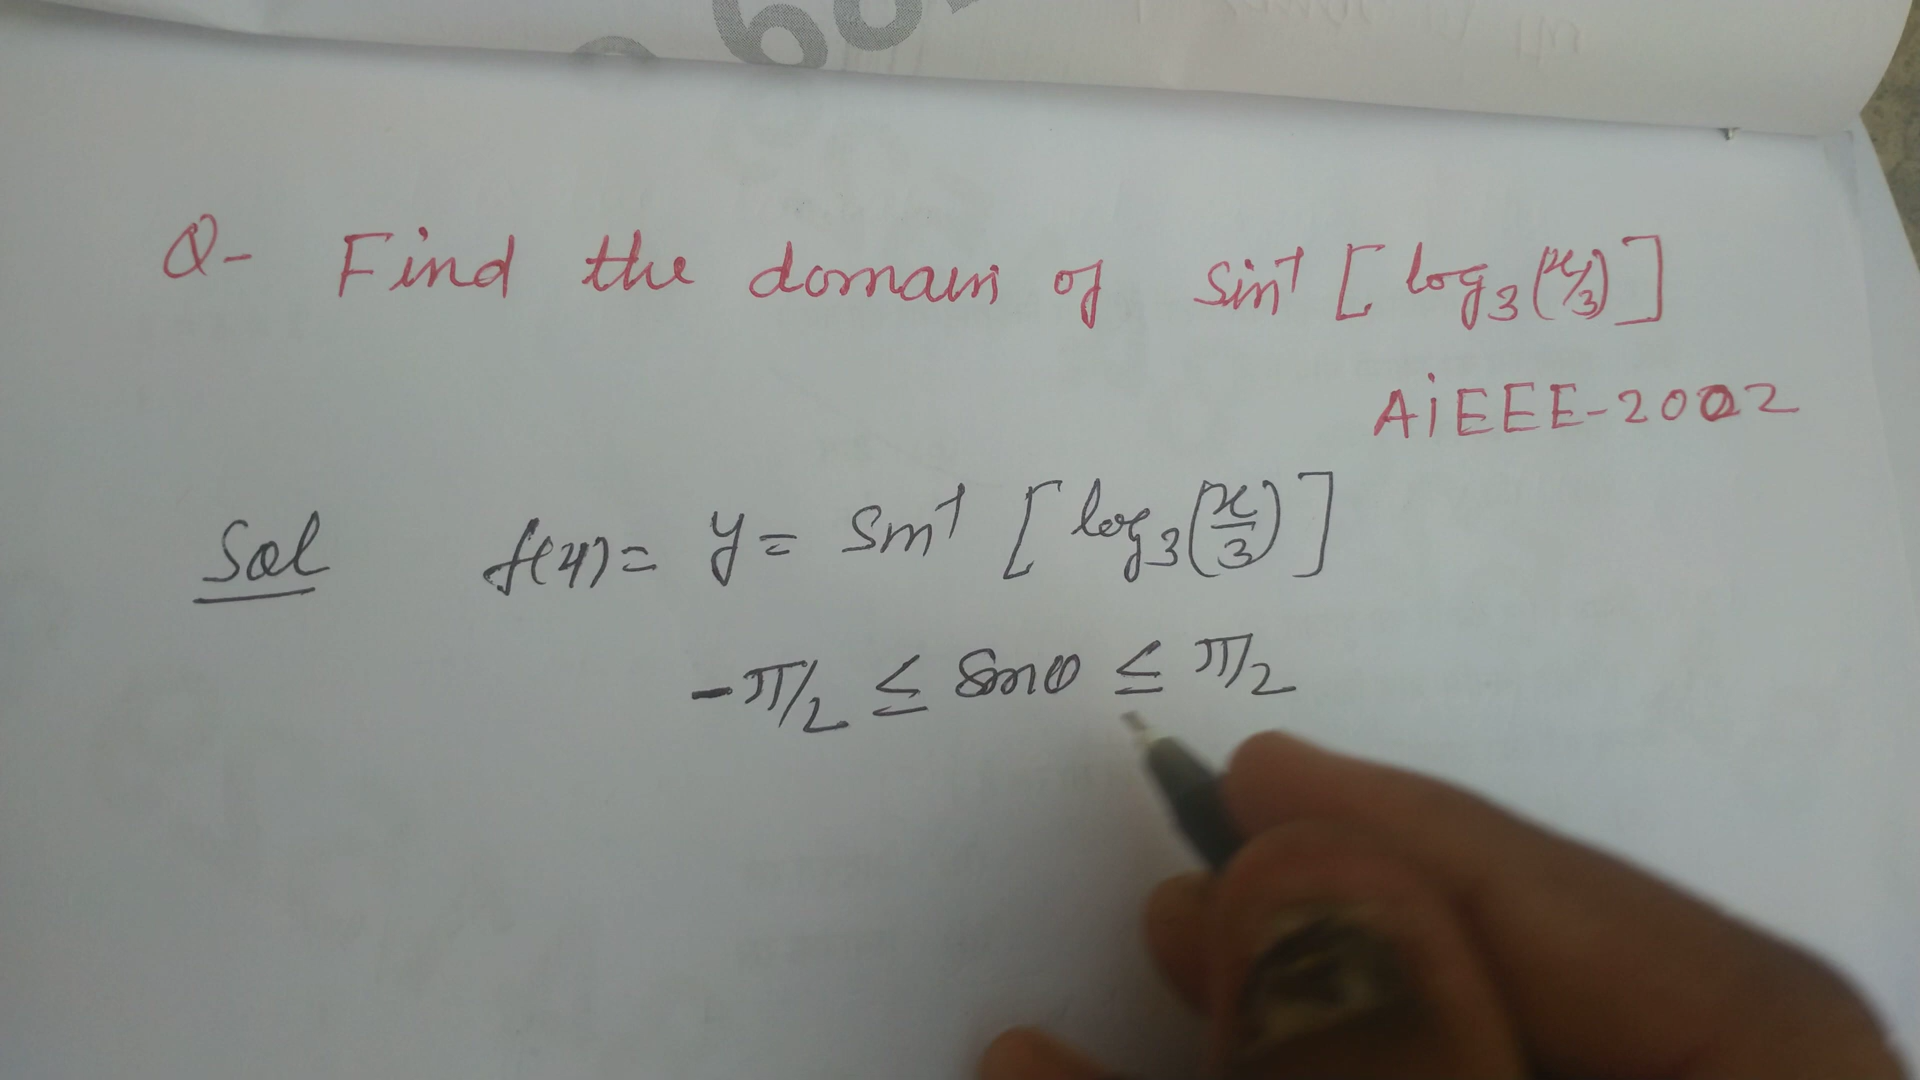 Q- Find the domain of sin⁻¹ [log₃(x/3)]
AiEEE-2002
Sol f(x)= y= Sin⁻¹ [log₃(x/3)]
-π/2 ≤ Sinθ ≤ π/2